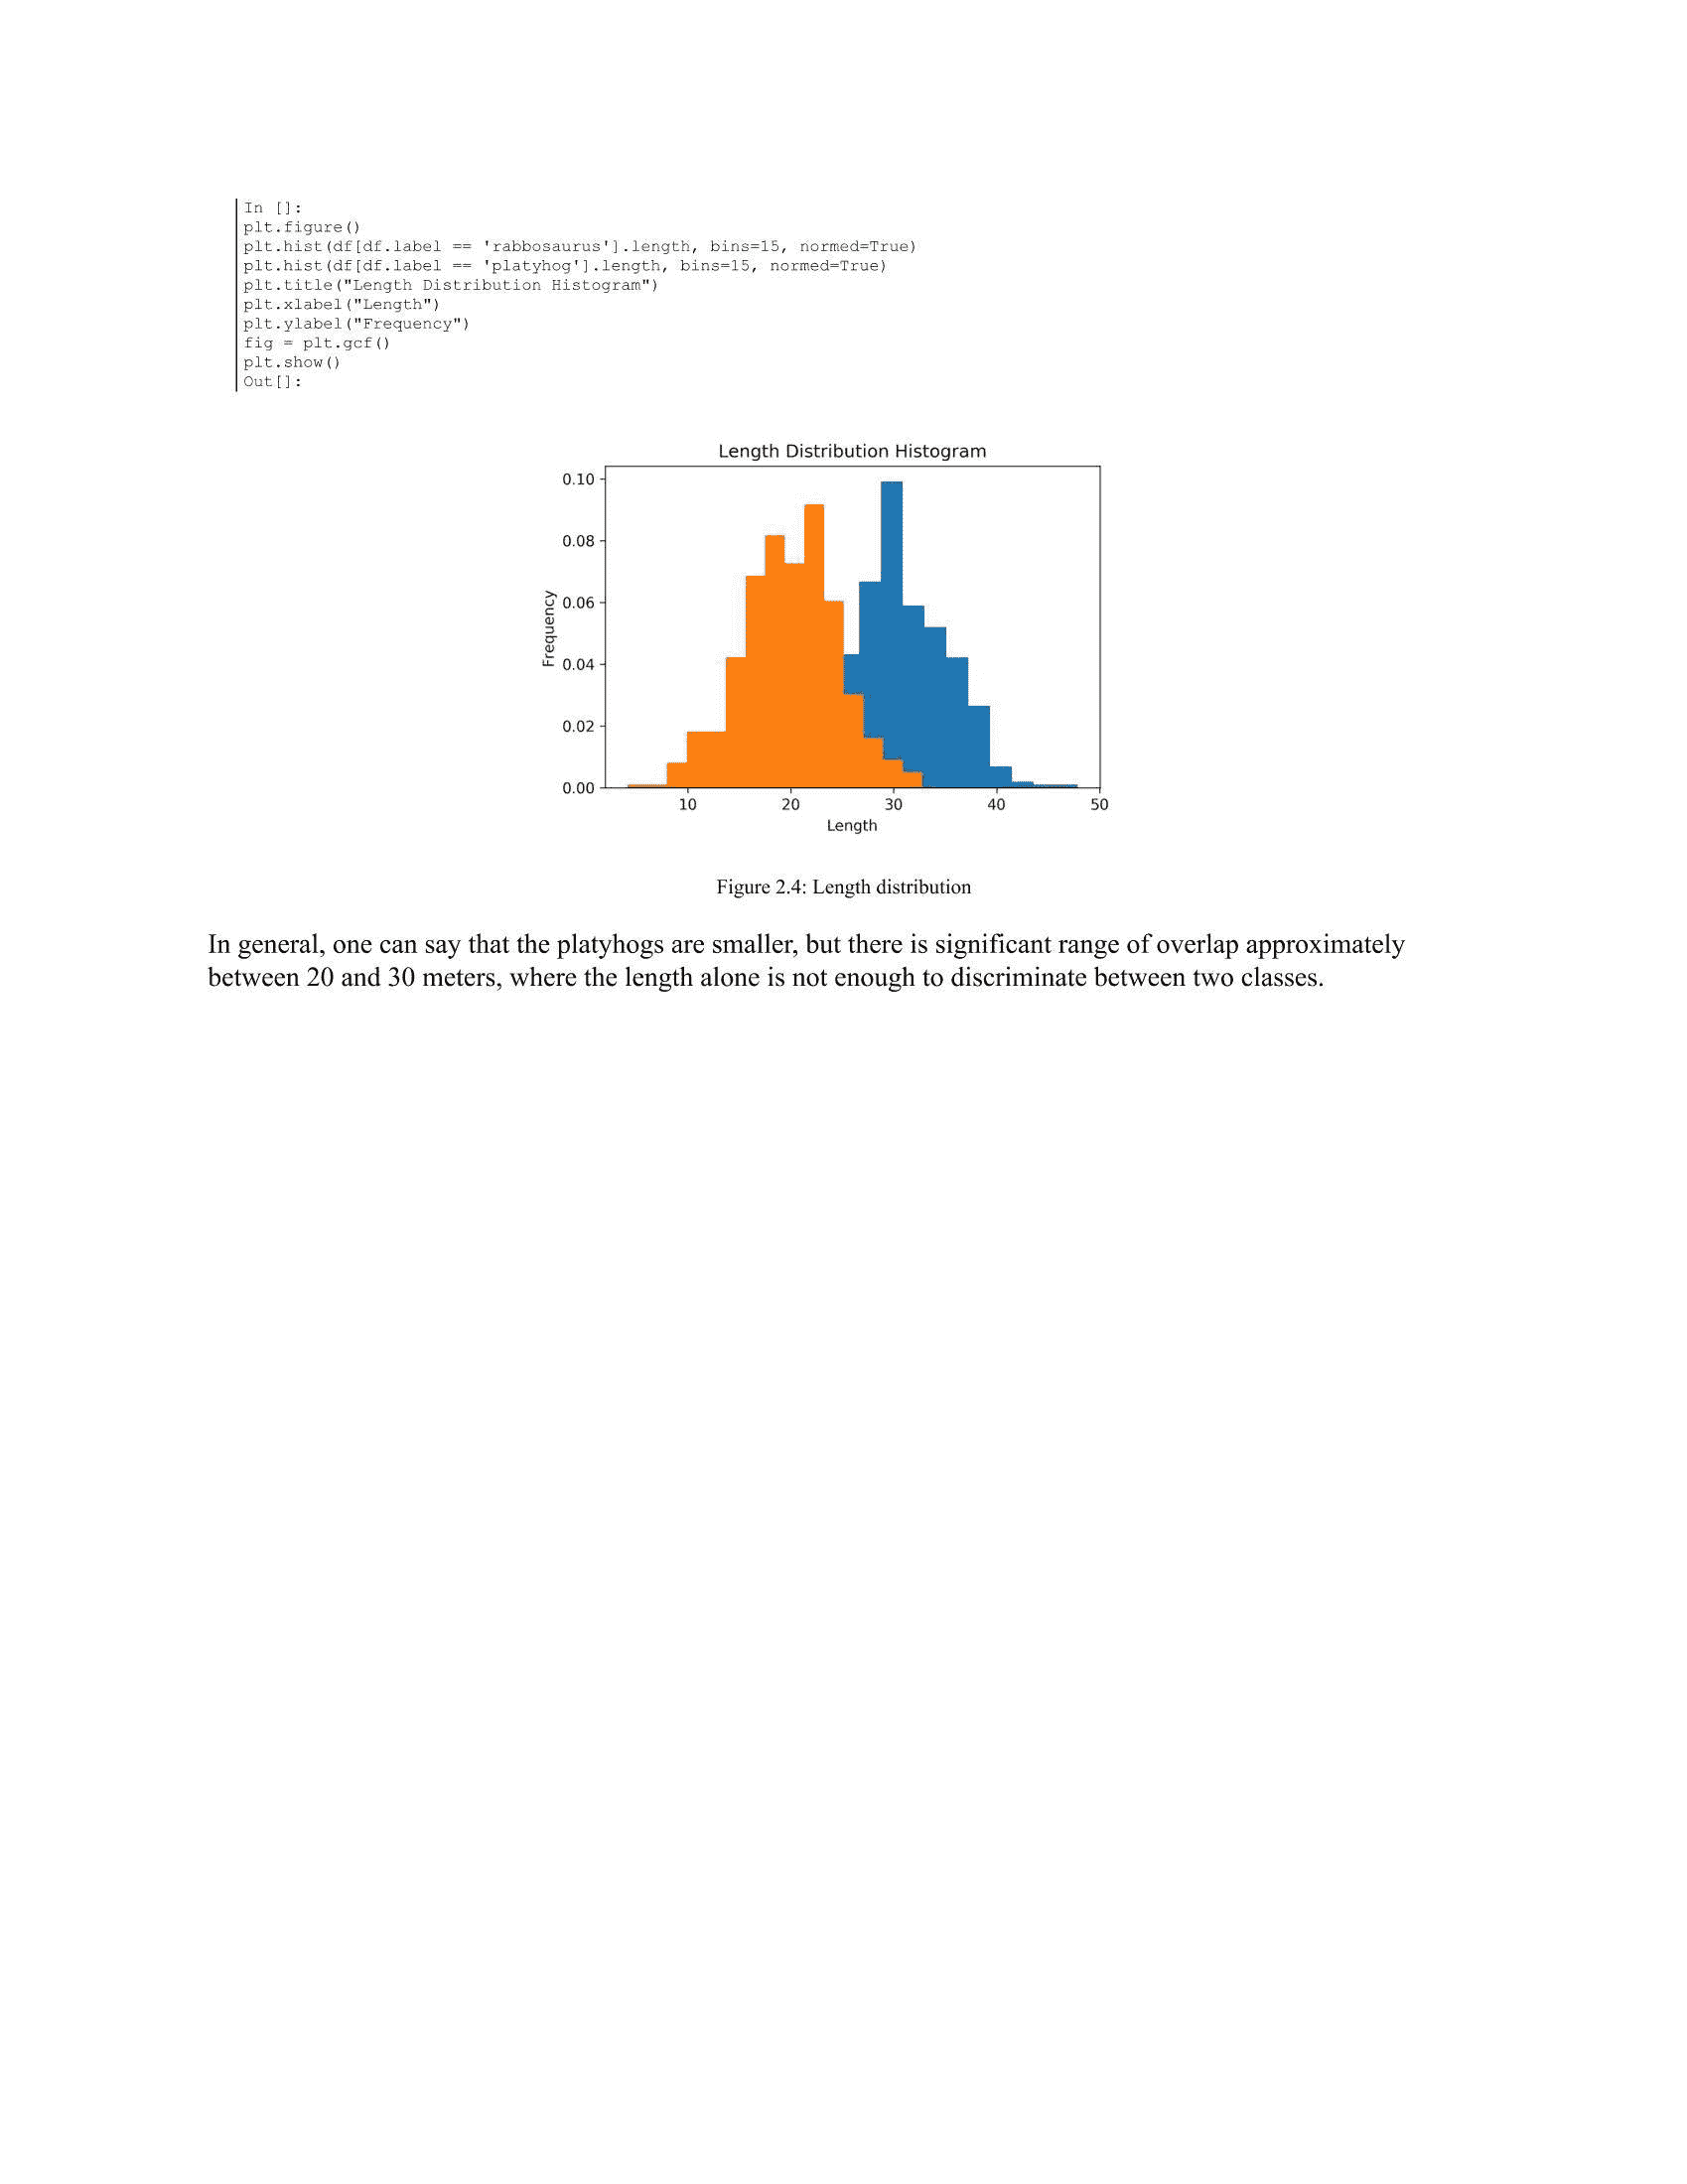 In []:
plt.figure()
plt.hist(df[df.label == 'rabbosaurus'].length, bins=15, normed=True)
plt.hist(df[df.label == 'platyhog'].length, bins=15, normed=True)
plt.title("Length Distribution Histogram")
plt.xlabel("Length")
plt.ylabel("Frequency")
fig = plt.gcf()
plt.show()
Out[]:
Length Distribution Histogram
0.10
0.08
0.06
0.04
0.02
0.00
Frequency
10 20 30 40 50
Length
Figure 2.4: Length distribution
In general, one can say that the platyhogs are smaller, but there is significant range of overlap approximately
between 20 and 30 meters, where the length alone is not enough to discriminate between two classes.